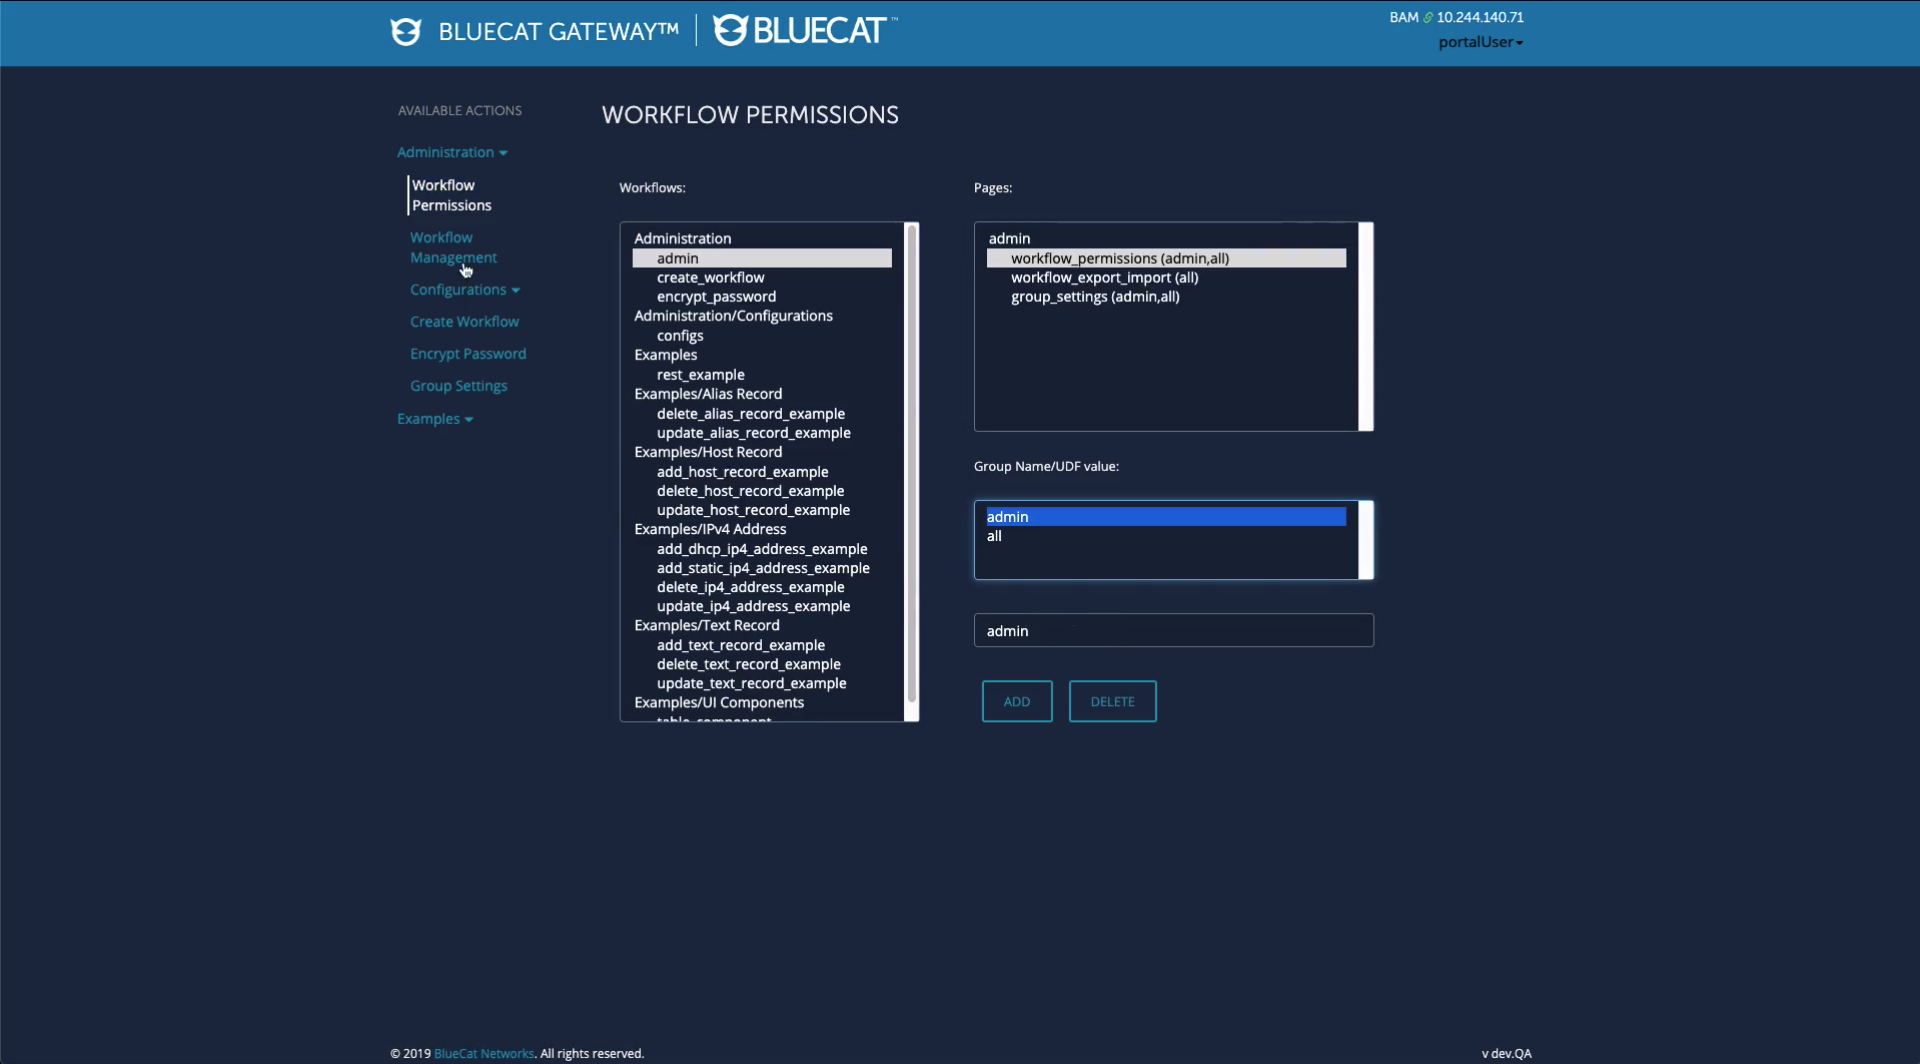 BLUECAT GATEWAY™
BLUECAT™
BAM 10.244.140.71
portalUser
AVAILABLE ACTIONS
Administration
Workflow
Permissions
Workflow
Management
Configurations
Create Workflow
Encrypt Password
Group Settings
Examples
WORKFLOW PERMISSIONS
Workflows:
Administration
admin
create_workflow
encrypt_password
Administration/Configurations
configs
Examples
rest_example
Examples/Alias Record
delete_alias_record_example
update_alias_record_example
Examples/Host Record
add_host_record_example
delete_host_record_example
update_host_record_example
Examples/IPv4 Address
add_dhcp_ip4_address_example
add_static_ip4_address_example
delete_ip4_address_example
update_ip4_address_example
Examples/Text Record
add_text_record_example
delete_text_record_example
update_text_record_example
Examples/UI Components
table_component
Pages:
admin
workflow_permissions (admin,all)
workflow_export_import (all)
group_settings (admin,all)
Group Name/UDF value:
admin
all
admin
ADD DELETE
© 2019 BlueCat Networks. All rights reserved.
v dev.QA